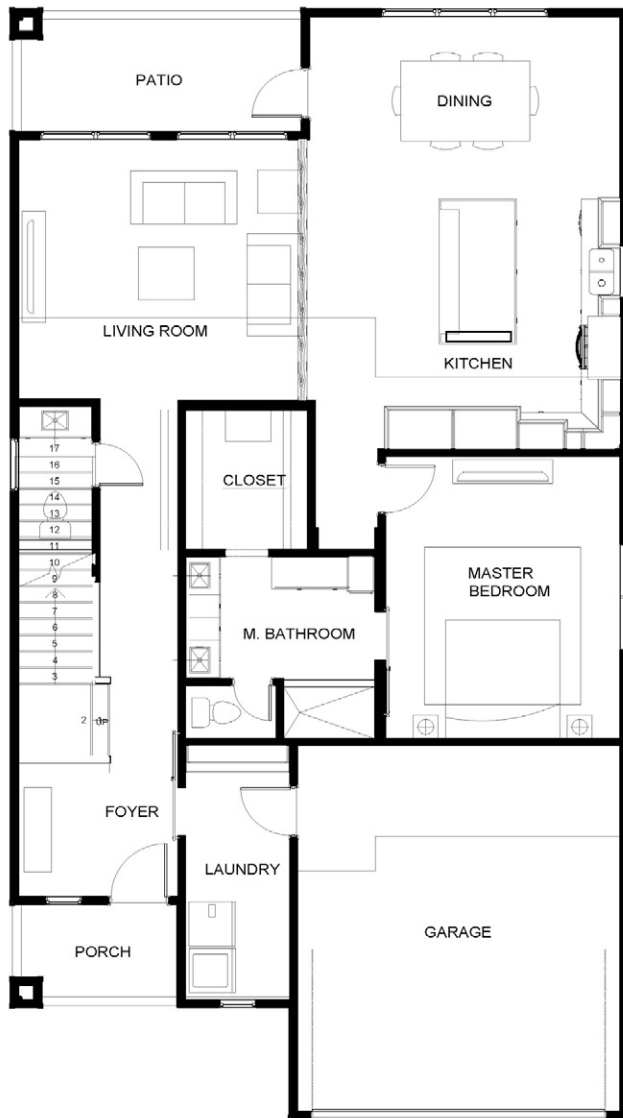 PATIO
DINING
LIVING ROOM
KITCHEN
17
16
15
14
13
12
11
10
9
8
7
6
5
4
3
2
UP
CLOSET
MASTER
BEDROOM
M. BATHROOM
FOYER
LAUNDRY
PORCH
GARAGE